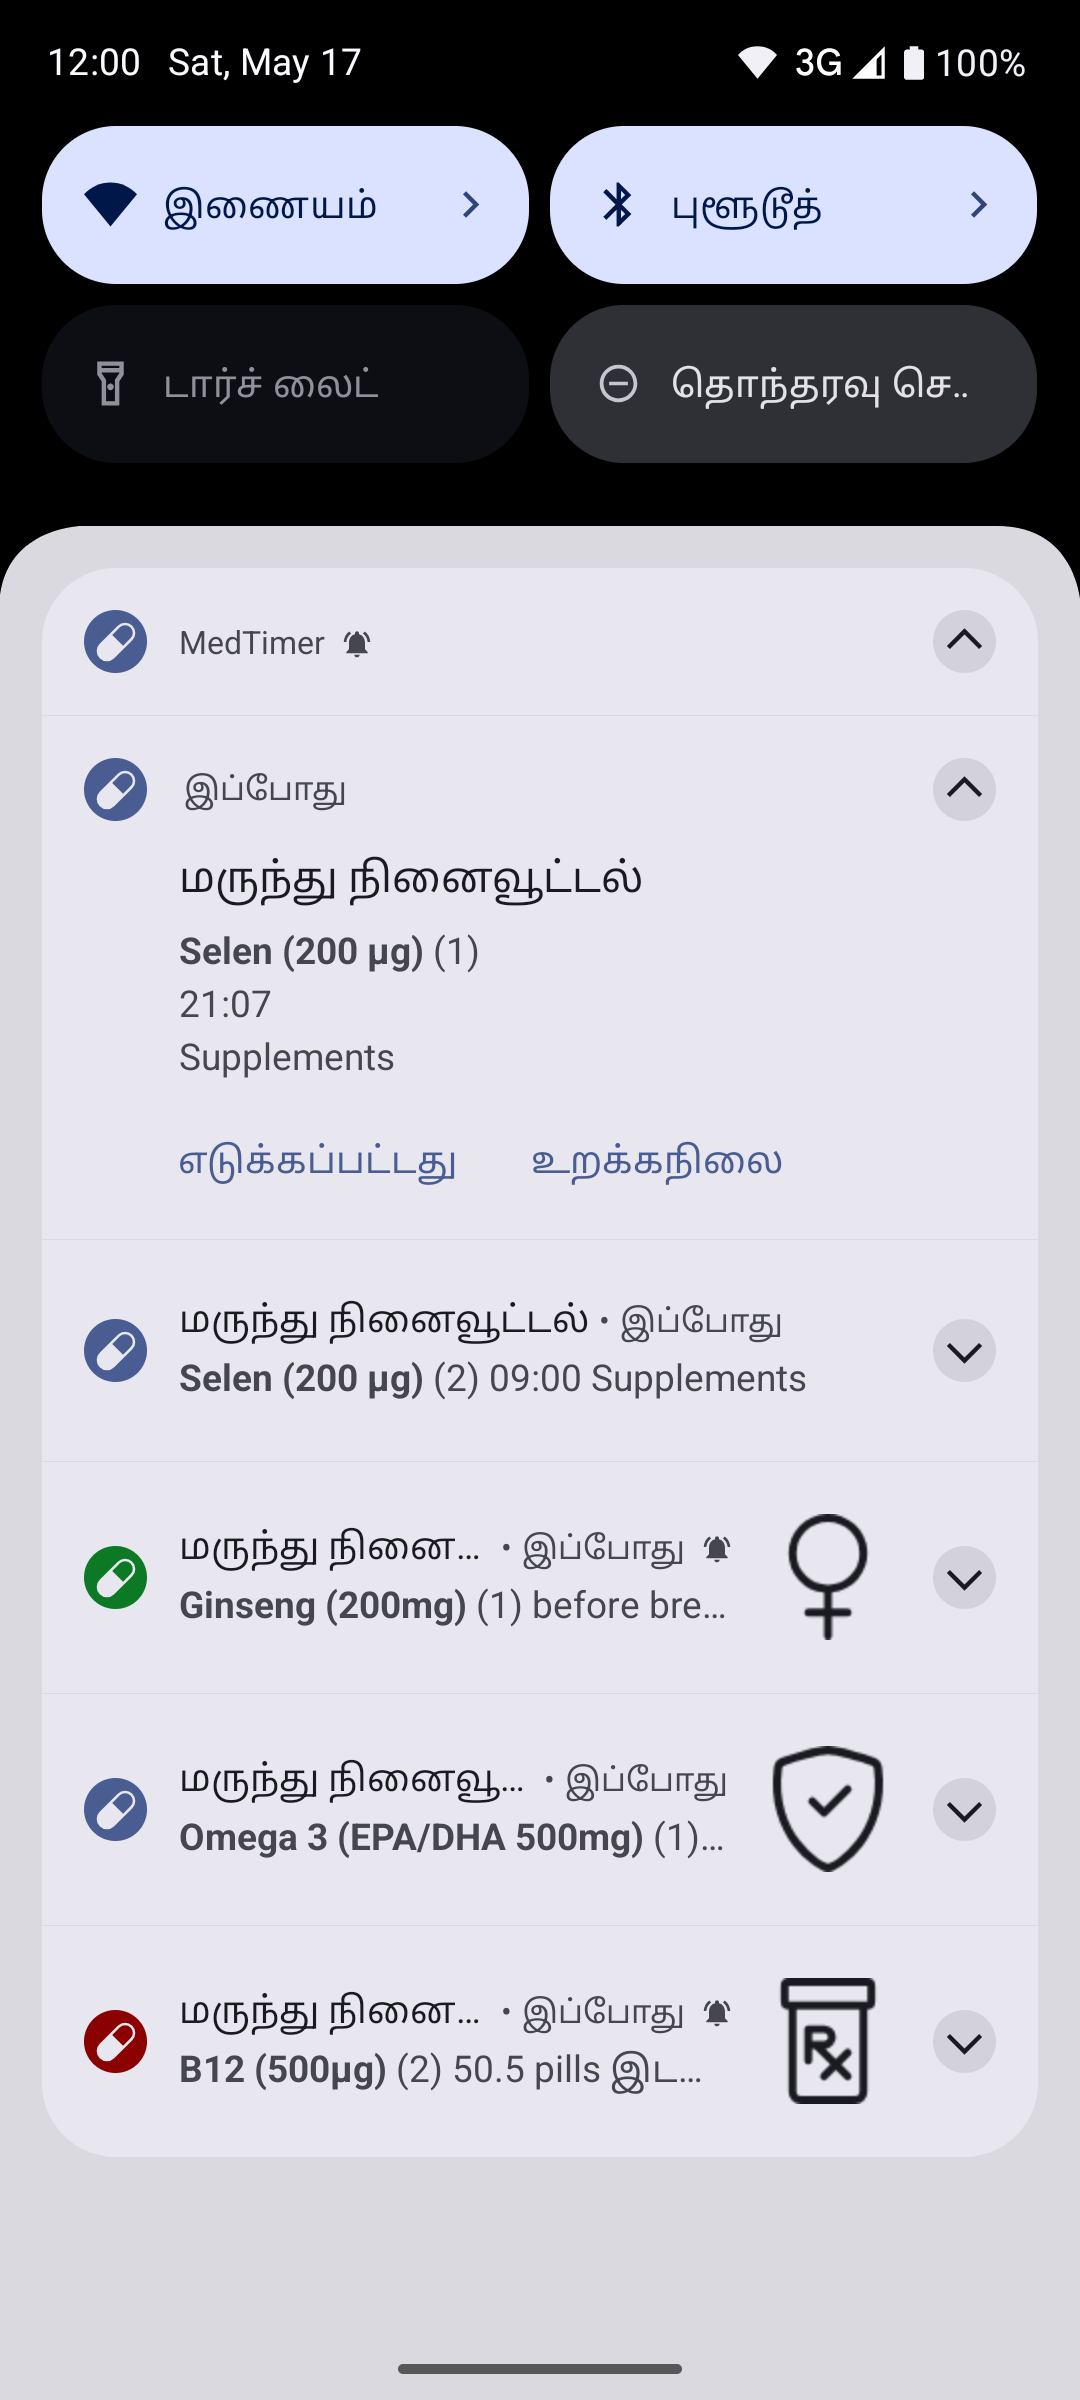 12:00 Sat, May 17 3G 100%
இணையம்
புளூடூத்
டார்ச் லைட்
தொந்தரவு செ..
MedTimer
இப்போது
மருந்து நினைவூட்டல்
Selen (200 µg) (1)
21:07
Supplements
எடுக்கப்பட்டது உறக்கநிலை
மருந்து நினைவூட்டல் • இப்போது
Selen (200 µg) (2) 09:00 Supplements
மருந்து நினை... • இப்போது
Ginseng (200mg) (1) before bre...
மருந்து நினைவூ... • இப்போது
Omega 3 (EPA/DHA 500mg) (1)...
மருந்து நினை... • இப்போது
B12 (500µg) (2) 50.5 pills இட...
Rx